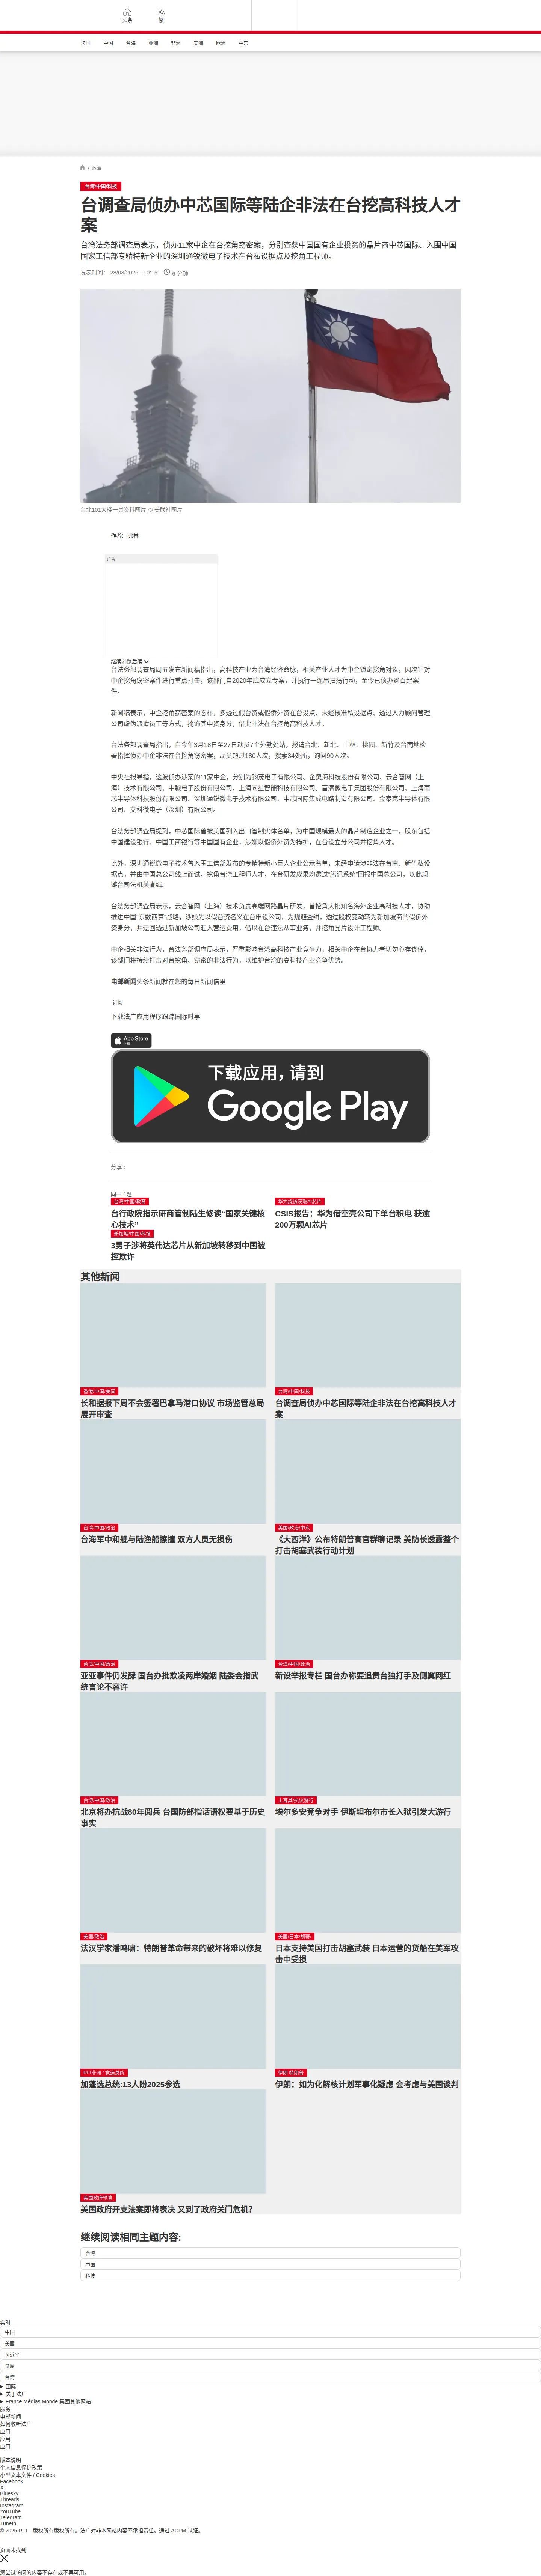 头条
繁
法国 中国 台海 亚洲 非洲 美洲 欧洲 中东
/ 政治
台湾/中国/科技
台调查局侦办中芯国际等陆企非法在台挖高科技人才
案
台湾法务部调查局表示，侦办11家中企在台挖角窃密案，分别查获中国国有企业投资的晶片商中芯国际、入围中国
国家工信部专精特新企业的深圳通锐微电子技术在台私设据点及挖角工程师。
发表时间： 28/03/2025 - 10:15 6 分钟
台北101大楼一景资料图片 © 美联社图片
作者： 弗林
广告
继续浏览后续
台法务部调查局周五发布新闻稿指出，高科技产业为台湾经济命脉，相关产业人才为中企锁定挖角对象，因次针对
中企挖角窃密案件进行重点打击，该部门自2020年底成立专案，并执行一连串扫荡行动，至今已侦办逾百起案
件。
新闻稿表示，中企挖角窃密案的态样，多透过假台资或假侨外资在台设点、未经核准私设据点、透过人力顾问管理
公司虚伪派遣员工等方式，掩饰其中资身分，借此非法在台挖角高科技人才。
台法务部调查局指出，自今年3月18日至27日动员7个外勤处站，报请台北、新北、士林、桃园、新竹及台南地检
署指挥侦办中企非法在台挖角窃密案，动员超过180人次，搜索34处所，询问90人次。
中央社报导指，这波侦办涉案的11家中企，分别为钧茂电子有限公司、企奥海科技股份有限公司、云合智网（上
海）技术有限公司、中颖电子股份有限公司、上海同星智能科技有限公司。富满微电子集团股份有限公司、上海南
芯半导体科技股份有限公司、深圳通锐微电子技术有限公司、中芯国际集成电路制造有限公司、金泰克半导体有限
公司、艾科微电子（深圳）有限公司。
台法务部调查局提到，中芯国际曾被美国列入出口管制实体名单，为中国规模最大的晶片制造企业之一，股东包括
中国建设银行、中国工商银行等中国国有企业，涉嫌以假侨外资为掩护，在台设立分公司并挖角人才。
此外，深圳通锐微电子技术曾入围工信部发布的专精特新小巨人企业公示名单，未经申请涉非法在台南、新竹私设
据点，并由中国总公司线上面试，挖角台湾工程师人才，在台研发成果均透过"腾讯系统"回报中国总公司，以此规
避台司法机关查缉。
台法务部调查局表示，云合智网（上海）技术负责高端网路晶片研发，曾挖角大批知名海外企业高科技人才，协助
推进中国"东数西算"战略，涉嫌先以假台资名义在台申设公司，为规避查缉，透过股权变动转为新加坡商的假侨外
资身分，并迂回透过新加坡公司汇入营运费用，借以在台违法从事业务，并挖角晶片设计工程师。
中企相关非法行为，台法务部调查局表示，严重影响台湾高科技产业竞争力，相关中企在台协力者切勿心存侥倖，
该部门将持续打击对台挖角、窃密的非法行为，以维护台湾的高科技产业竞争优势。
电邮新闻头条新闻就在您的每日新闻信里
订阅
下载法广应用程序跟踪国际时事
App Store
下载
下载应用，请到
Google Play
分享 :
同一主题
台湾/中国/教育
台行政院指示研商管制陆生修读"国家关键核
心技术"
华为狡诡获取AI芯片
CSIS报告：华为借空壳公司下单台积电 获逾
200万颗AI芯片
新加坡/中国/科技
3男子涉将英伟达芯片从新加坡转移到中国被
控欺诈
其他新闻
香港/中国/美国
长和据报下周不会签署巴拿马港口协议 市场监管总局
展开审查
台湾/中国/科技
台调查局侦办中芯国际等陆企非法在台挖高科技人才
案
台湾/中国/政治
台海军中和舰与陆渔船擦撞 双方人员无损伤
美国/政治/中东
《大西洋》公布特朗普高官群聊记录 美防长透露整个
打击胡塞武装行动计划
台湾/中国/政治
亚亚事件仍发酵 国台办批欺凌两岸婚姻 陆委会指武
统言论不容许
台湾/中国/政治
新设举报专栏 国台办称要追责台独打手及侧翼网红
台湾/中国/政治
北京将办抗战80年阅兵 台国防部指话语权要基于历史
事实
土耳其/抗议游行
埃尔多安竞争对手 伊斯坦布尔市长入狱引发大游行
美国/政治
法汉学家潘鸣啸：特朗普革命带来的破坏将难以修复
美国/日本/胡塞/
日本支持美国打击胡塞武装 日本运营的货船在美军攻
击中受损
RFI非洲 / 竞选总统
加蓬选总统:13人盼2025参选
伊朗 特朗普
伊朗：如为化解核计划军事化疑虑 会考虑与美国谈判
美国政府预算
美国政府开支法案即将表决 又到了政府关门危机?
继续阅读相同主题内容:
台湾
中国
科技
实时
中国
美国
习近平
贪腐
台湾
国际
关于法广
France Médias Monde 集团其他网站
服务
电邮新闻
如何收听法广
应用
应用
应用
版本说明
个人信息保护政策
小型文本文件 / Cookies
Facebook
X
Bluesky
Threads
Instagram
YouTube
Telegram
TuneIn
© 2025 RFI – 版权所有版权所有。法广对非本网站内容不承担责任。通过 ACPM 认证。
页面未找到
您尝试访问的内容不存在或不再可用。